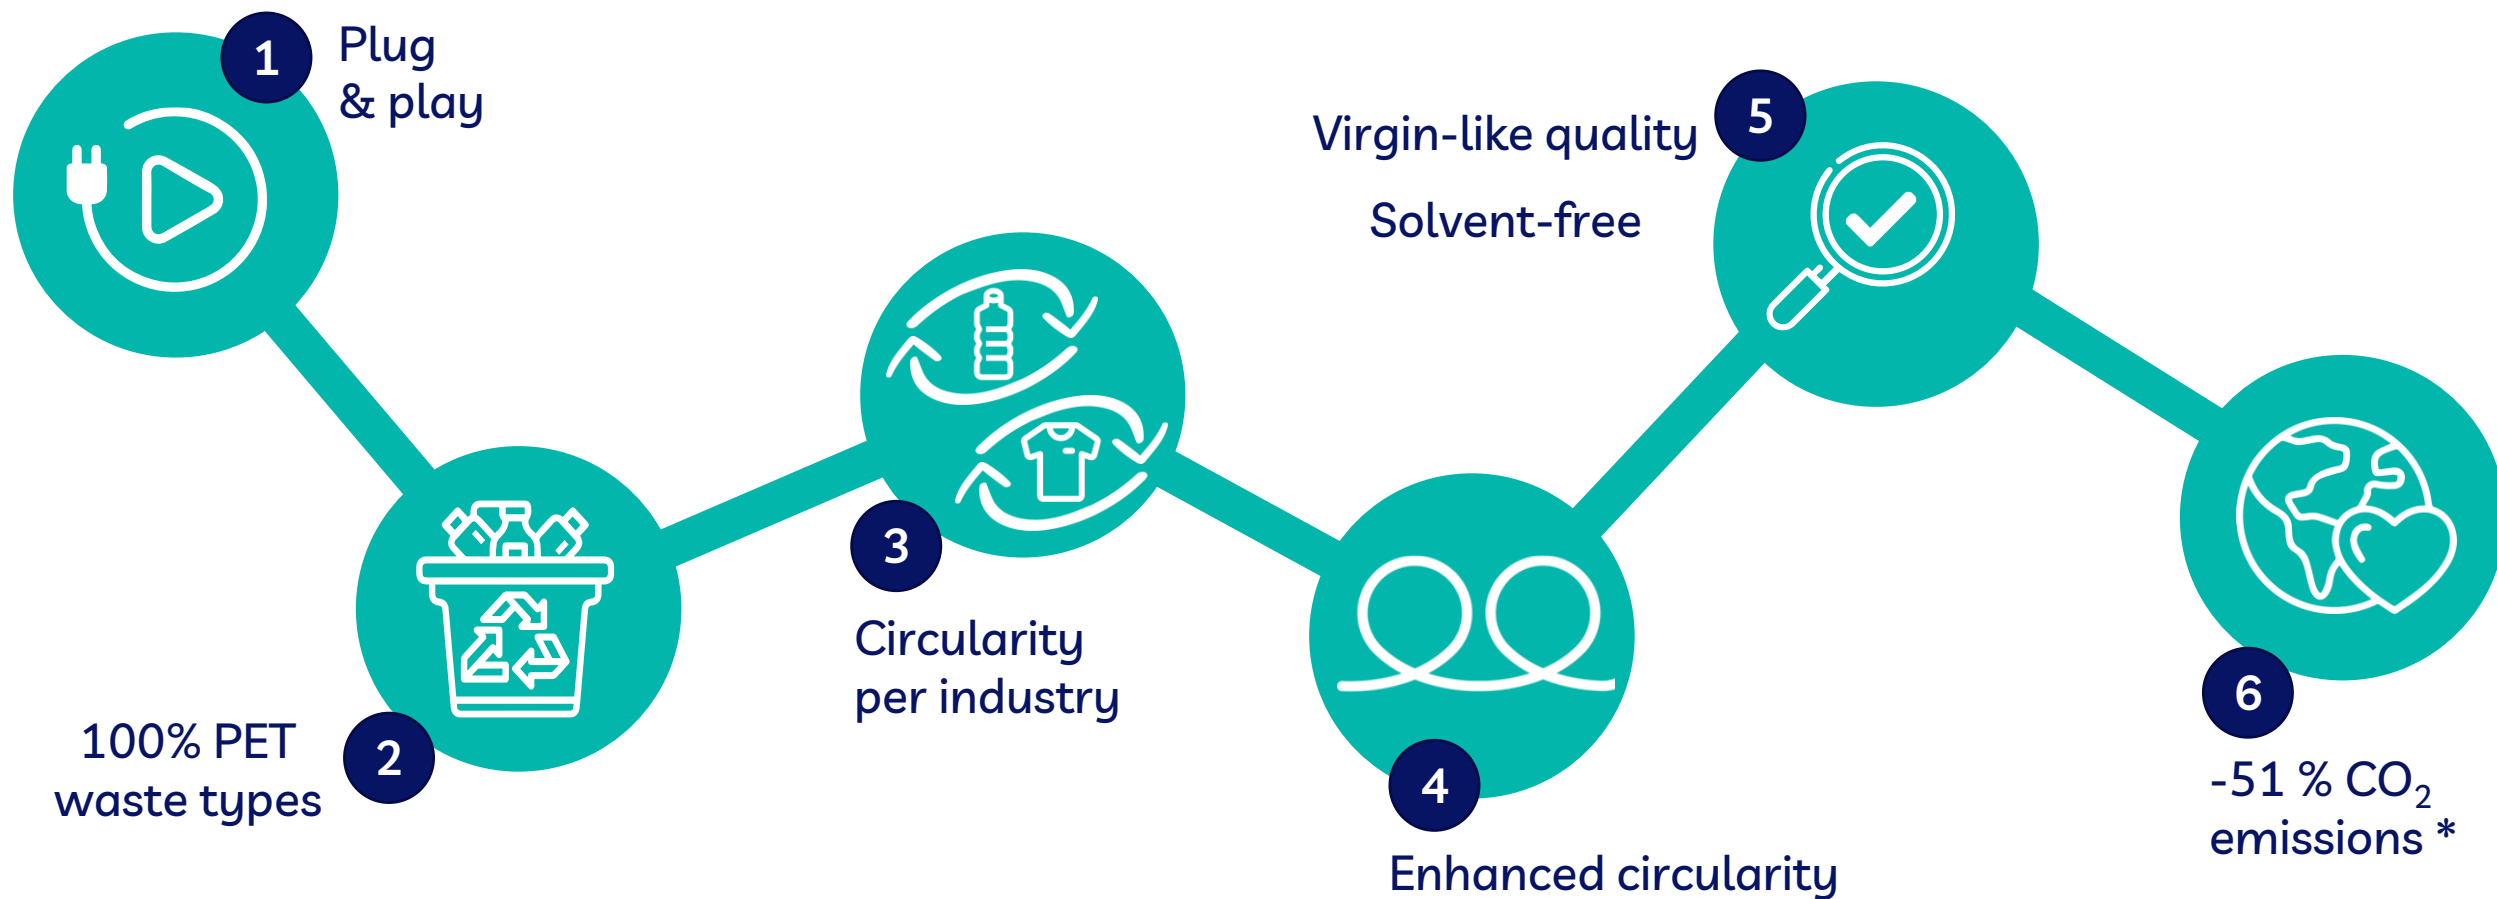 1
Plug
& play
2
100% PET
waste types
3
Circularity
per industry
4
Enhanced circularity
5
Virgin-like quality
Solvent-free
6
-51 % CO₂
emissions *